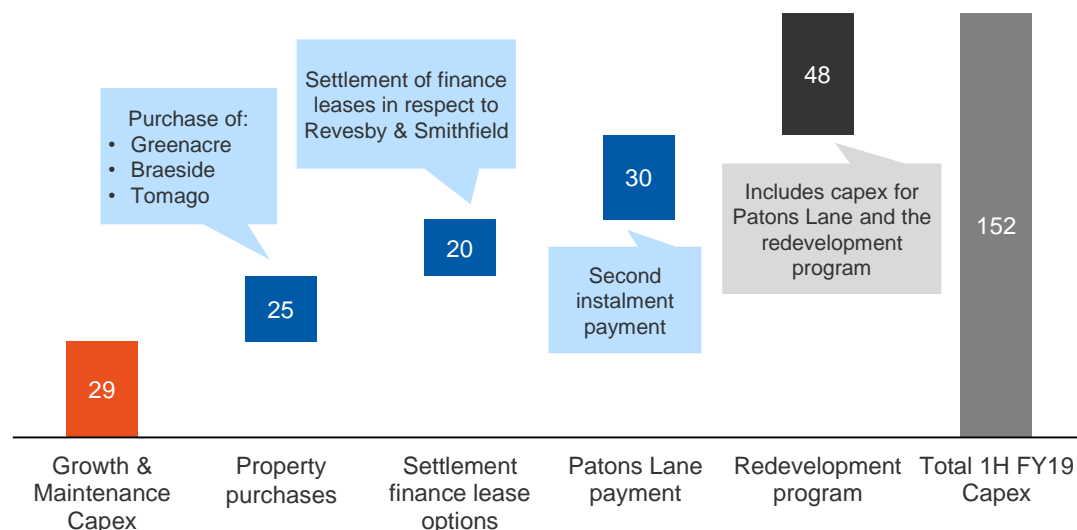 48
Settlement of finance
leases in respect to
Revesby & Smithfield
Purchase of:
• Greenacre
• Braeside
• Tomago
30
Includes capex for
Patons Lane and the
redevelopment
program
152
20
Second
instalment
payment
25
29
Growth &
Maintenance
Capex
Property
purchases
Settlement
finance lease
options
Patons Lane
payment
Redevelopment
program
Total 1H FY19
Capex